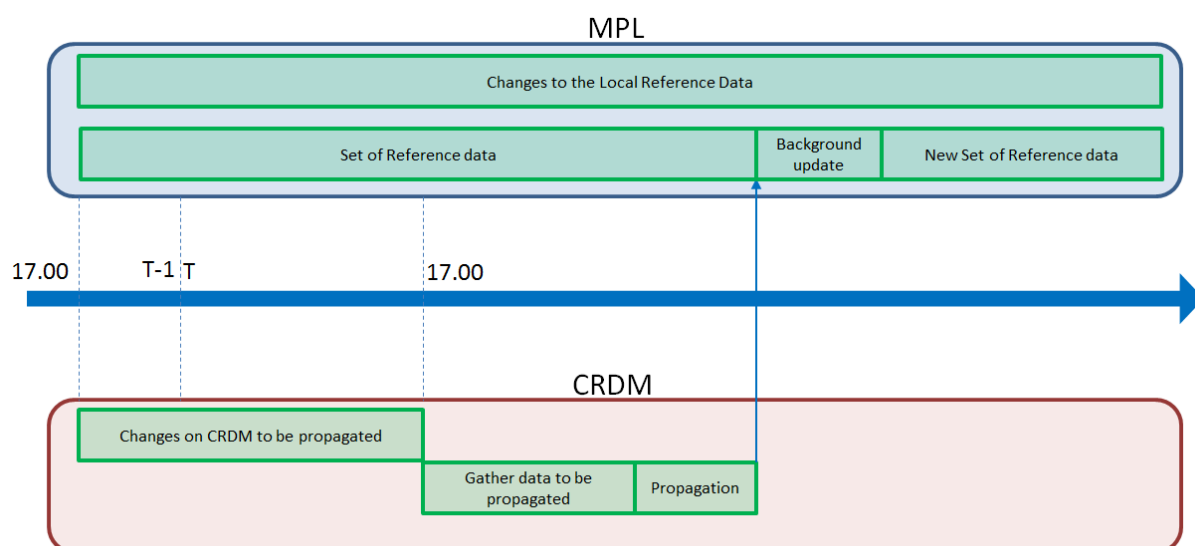 MPL
Changes to the Local Reference Data
Set of Reference data
Background
update
New Set of Reference data
17.00
T-1
T
17.00
CRDM
Changes on CRDM to be propagated
Gather data to be
propagated
Propagation